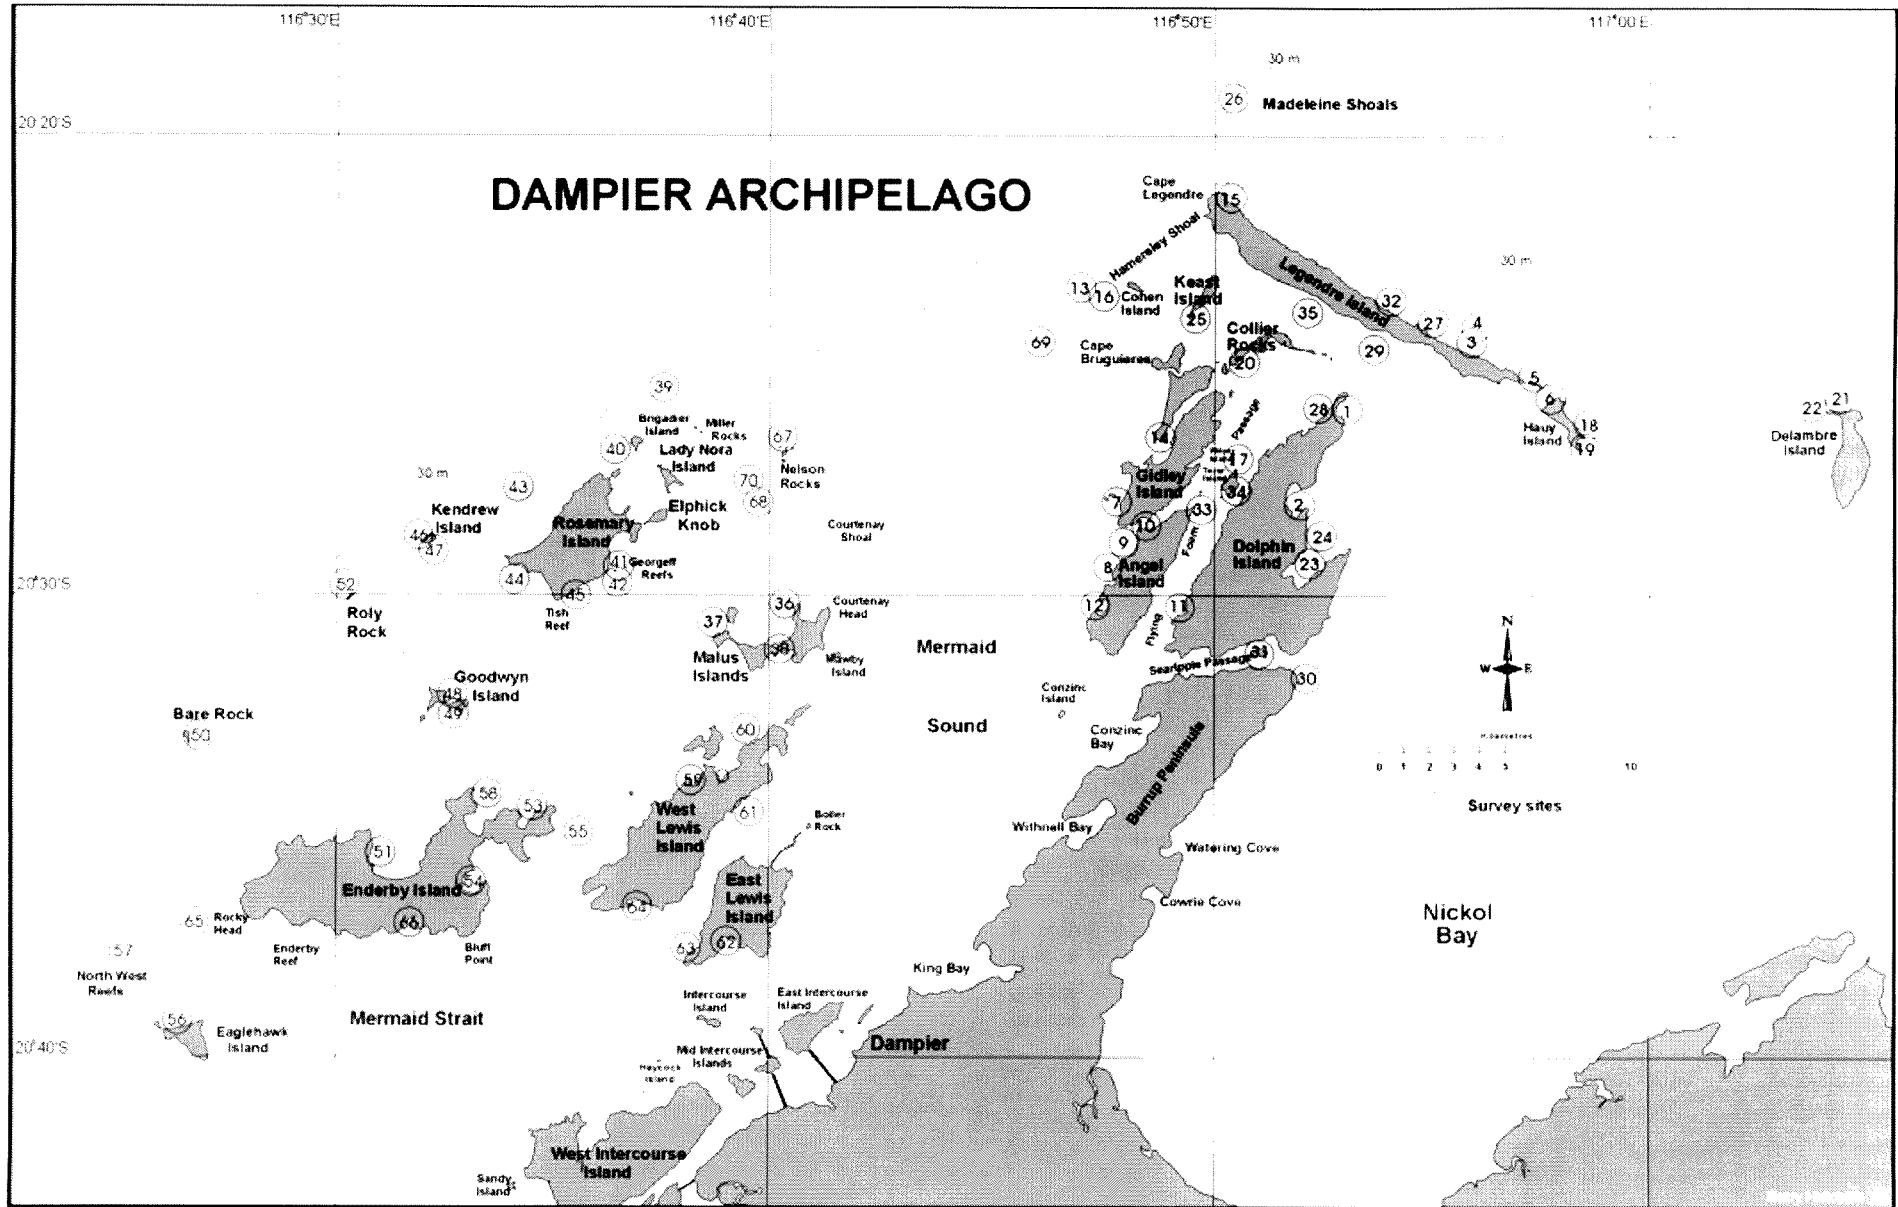 116°30'E
116°40'E
116°50'E
117°00 E
30 m
26
Madeleine Shoals
20°20'S
DAMPIER ARCHIPELAGO
Cape
Legendre
15
Hamersley Shoal
30 m
Legendre Island
13
16
Cohen
Island
Keast
Island
25
35
32
27
4
3
29
Collier
Rocks
20
69
Cape
Bruguieres
5
6
Hauy
Island
18
19
22
21
Delambre
Island
39
Brigadier
Island
Miller
Rocks
40
Lady Nora
Island
67
Nelson
Rocks
70
68
28
1
14
Passage
17
34
Gidley
Island
7
10
33
2
9
24
23
8
Angel
Island
Foam
Dolphin
Island
12
11
Flying
30 m
43
Kendrew
Island
46
47
Elphick
Knob
Rosemary
Island
Courtenay
Shoal
41
Georgeff
Reefs
42
44
45
Tish
Reef
20°30'S
52
Roly
Rock
36
Courtenay
Head
37
38
Malus
Islands
Mawby
Island
Mermaid
Sound
Searipple Passage
31
30
N
W
E
Goodwyn
Island
48
49
Bare Rock
50
Conzinc
Island
Conzinc
Bay
Burrup Peninsula
0 1 2 3 4 5 10
Survey sites
60
59
61
West
Lewis
Island
Boiler
Rock
58
53
55
51
54
Enderby Island
66
Withnell Bay
Watering Cove
Cowrie Cove
East
Lewis
Island
64
63
62
65
Rocky
Head
Enderby
Reef
Bluff
Point
57
North West
Reefs
Nickol
Bay
King Bay
56
Eaglehawk
Island
Mermaid Strait
Intercourse
Island
East Intercourse
Island
20°40'S
Mid Intercourse
Islands
Haycock
Island
Dampier
West Intercourse
Island
Sandy
Island